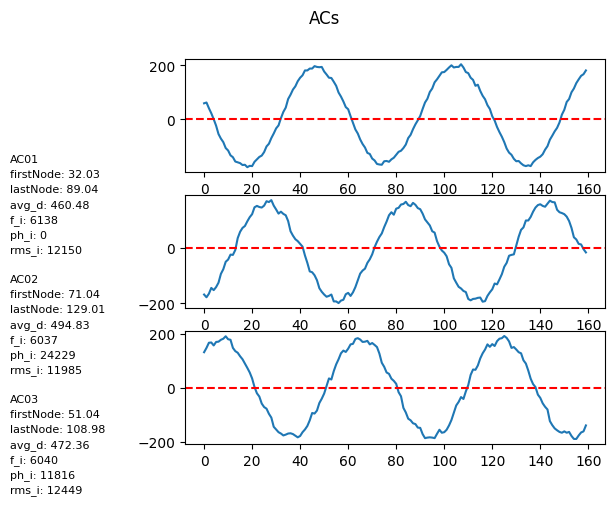 ACs
200
0
0 20 40 60 80 100 120 140 160
AC01
firstNode: 32.03
lastNode: 89.04
avg_d: 460.48
f_i: 6138
ph_i: 0
rms_i: 12150
0
−200
0 20 40 60 80 100 120 140 160
AC02
firstNode: 71.04
lastNode: 129.01
avg_d: 494.83
f_i: 6037
ph_i: 24229
rms_i: 11985
200
0
−200
0 20 40 60 80 100 120 140 160
AC03
firstNode: 51.04
lastNode: 108.98
avg_d: 472.36
f_i: 6040
ph_i: 11816
rms_i: 12449